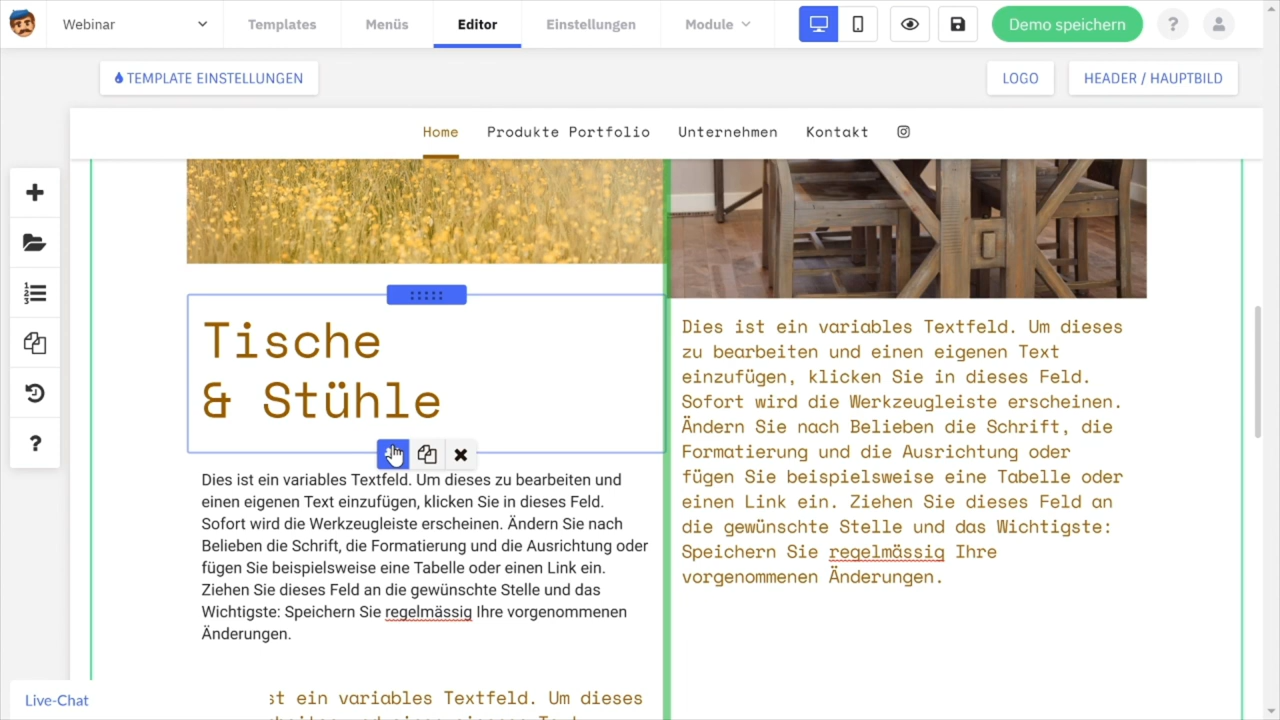 Webinar
Templates
Menüs
Editor
Einstellungen
Module
Demo speichern
?
TEMPLATE EINSTELLUNGEN
LOGO
HEADER / HAUPTBILD
Home
Produkte Portfolio
Unternehmen
Kontakt
?
Tische
& Stühle
Dies ist ein variables Textfeld. Um dieses zu bearbeiten und
einen eigenen Text einzufügen, klicken Sie in dieses Feld.
Sofort wird die Werkzeugleiste erscheinen. Ändern Sie nach
Belieben die Schrift, die Formatierung und die Ausrichtung oder
fügen Sie beispielsweise eine Tabelle oder einen Link ein.
Ziehen Sie dieses Feld an die gewünschte Stelle und das
Wichtigste: Speichern Sie regelmässig Ihre vorgenommenen
Änderungen.
st ein variables Textfeld. Um dieses
Dies ist ein variables Textfeld. Um dieses
zu bearbeiten und einen eigenen Text
einzufügen, klicken Sie in dieses Feld.
Sofort wird die Werkzeugleiste erscheinen.
Ändern Sie nach Belieben die Schrift, die
Formatierung und die Ausrichtung oder
fügen Sie beispielsweise eine Tabelle oder
einen Link ein. Ziehen Sie dieses Feld an
die gewünschte Stelle und das Wichtigste:
Speichern Sie regelmässig Ihre
vorgenommenen Änderungen.
Live-Chat